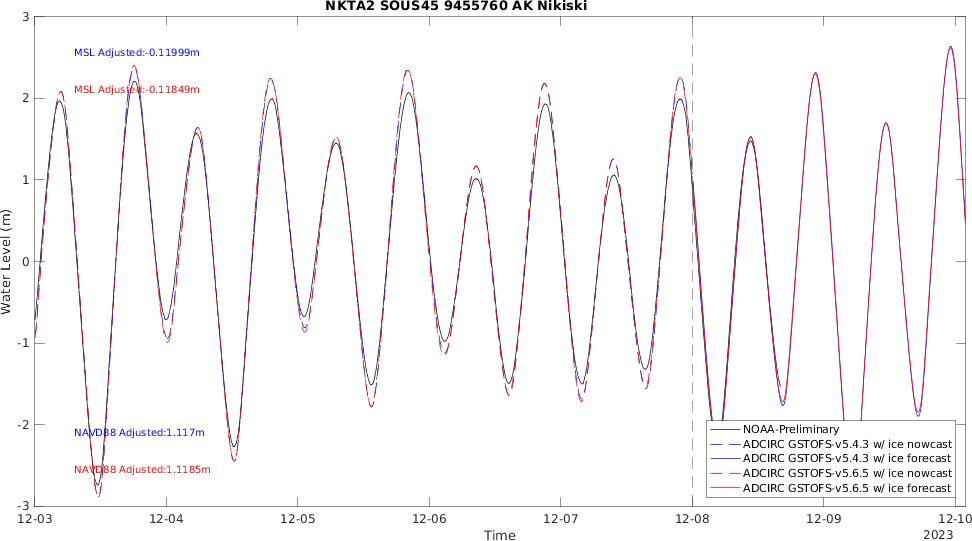 NKTA2 SOUS45 9455760 AK Nikiski
3
2
1
0
-1
-2
-3
Water Level (m)
MSL Adjusted:-0.11999m
MSL Adjusted:-0.11849m
NAVD88 Adjusted:1.117m
NAVD88 Adjusted:1.1185m
NOAA-Preliminary
ADCIRC GSTOFS-v5.4.3 w/ ice nowcast
ADCIRC GSTOFS-v5.4.3 w/ ice forecast
ADCIRC GSTOFS-v5.6.5 w/ ice nowcast
ADCIRC GSTOFS-v5.6.5 w/ ice forecast
12-03 12-04 12-05 12-06 12-07 12-08 12-09 12-10
Time
2023